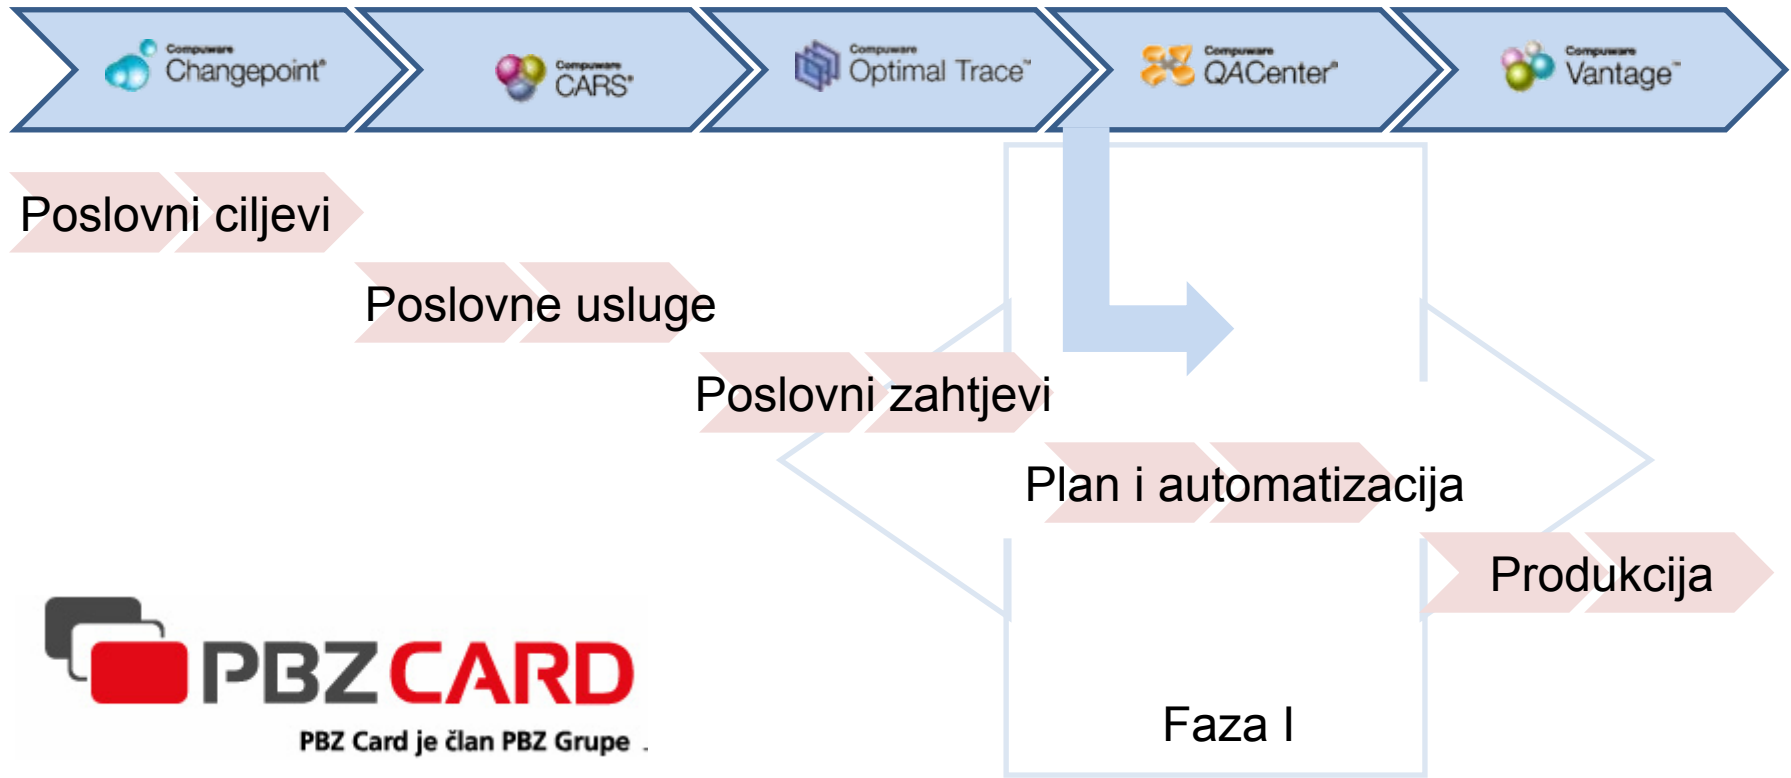 Compuware
Changepoint®
Compuware
CARS®
Compuware
Optimal Trace™
Compuware
QACenter®
Compuware
Vantage™
Poslovni ciljevi
Poslovne usluge
Poslovni zahtjevi
Plan i automatizacija
Produkcija
PBZ CARD
PBZ Card je član PBZ Grupe .
Faza I